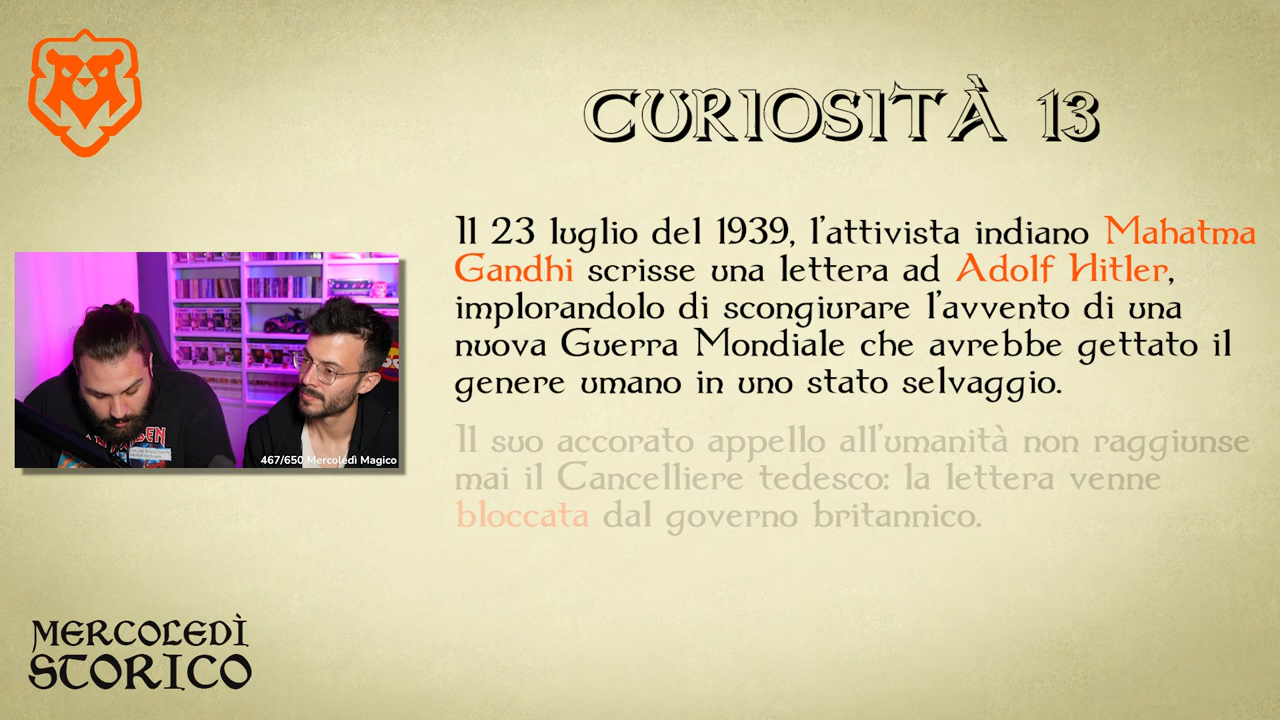 CURIOSITÀ 13
Il 23 luglio del 1939, l'attivista indiano Mahatma
Gandhi scrisse una lettera ad Adolf Hitler,
implorandolo di scongiurare l'avvento di una
nuova Guerra Mondiale che avrebbe gettato il
genere umano in uno stato selvaggio.
Il suo accorato appello all'umanità non raggiunse
mai il Cancelliere tedesco: la lettera venne
bloccata dal governo britannico.
467/650 Mercoledì Magico
MERCOLEDÌ
STORICO